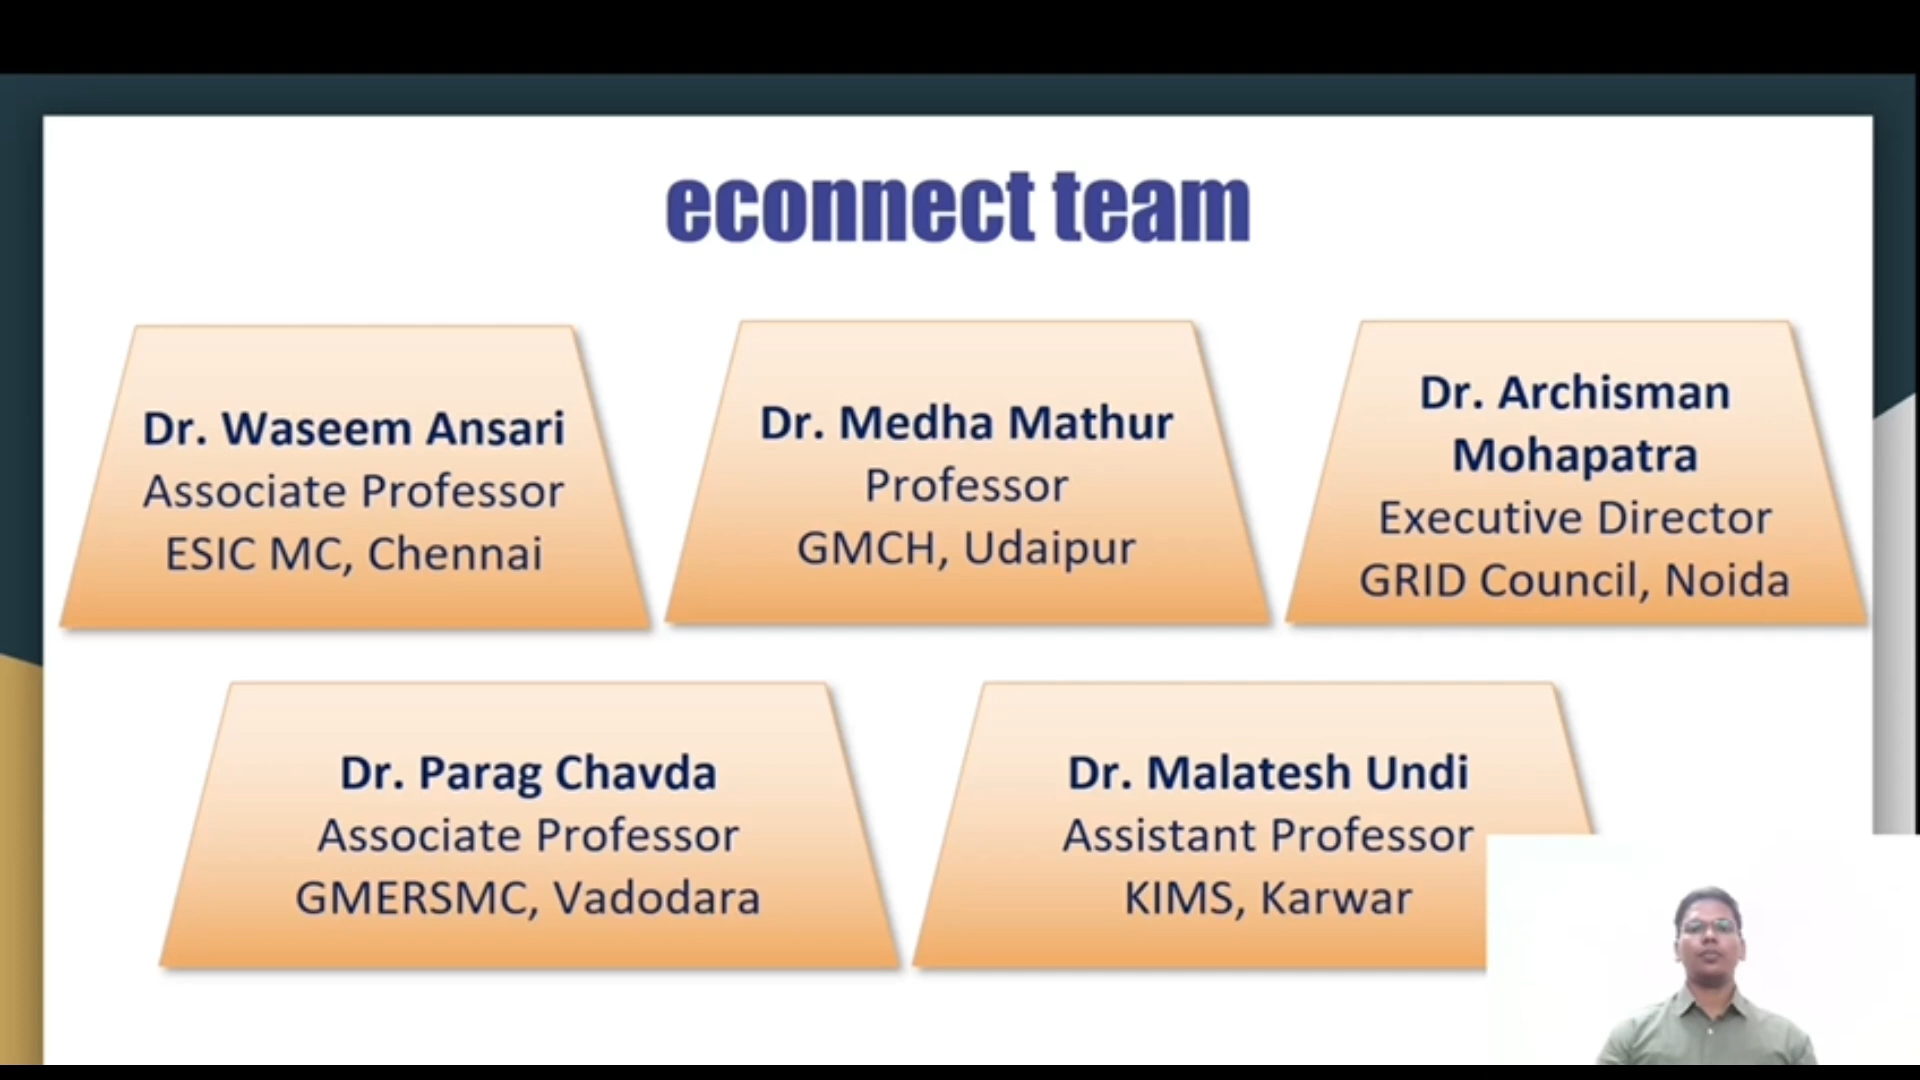 econnect team
Dr. Waseem Ansari
Associate Professor
ESIC MC, Chennai
Dr. Medha Mathur
Professor
GMCH, Udaipur
Dr. Archisman
Mohapatra
Executive Director
GRID Council, Noida
Dr. Parag Chavda
Associate Professor
GMERSMC, Vadodara
Dr. Malatesh Undi
Assistant Professor
KIMS, Karwar